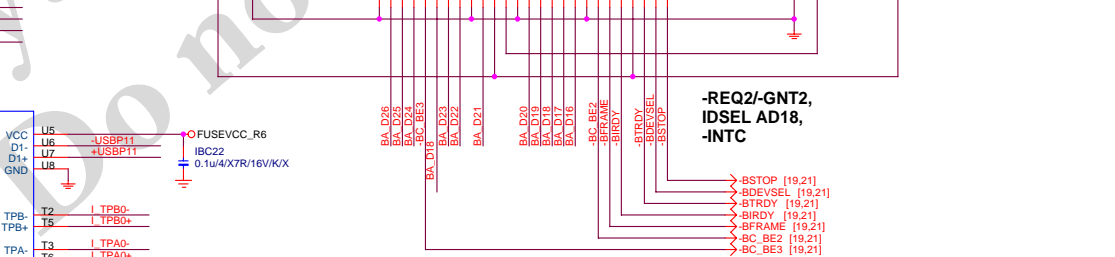 Do no
BA_D26
BA_D25
BA_D24
-BC_BE3
BA_D18
BA_D23
BA_D22
BA_D21
BA_D20
BA_D19
BA_D18
BA_D17
BA_D16
-BC_BE2
-BFRAME
-BIRDY
-BTRDY
-BDEVSEL
-BSTOP
-REQ2/-GNT2,
IDSEL AD18,
-INTC
VCC U5 FUSEVCC_R6
D1- U6 -USBP11
D1+ U7 +USBP11
GND U8
IBC22
0.1u/4/X7R/16V/K/X
TPB- T2 I_TPB0-
TPB+ T5 I_TPB0+
TPA- T3 I_TPA0-
T6 I_TPA0+
-BSTOP [19,21]
-BDEVSEL [19,21]
-BTRDY [19,21]
-BIRDY [19,21]
-BFRAME [19,21]
-BC_BE2 [19,21]
-BC_BE3 [19,21]